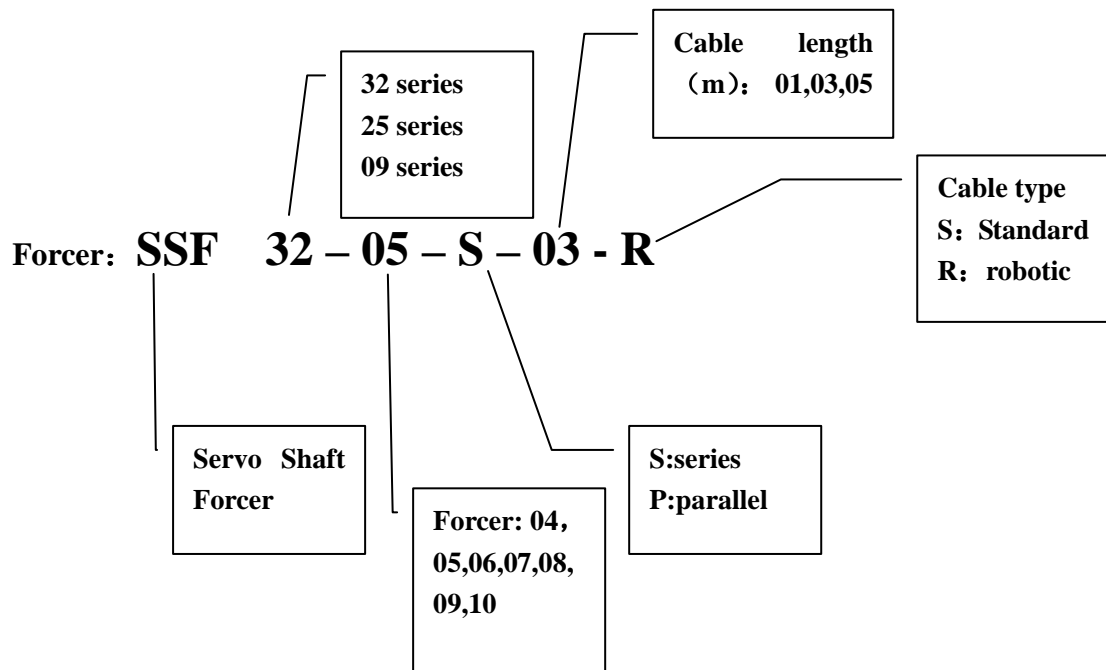 Cable length
（m）： 01,03,05
32 series
25 series
09 series
Cable type
S：Standard
R：robotic
Forcer：SSF 32 – 05 – S – 03 - R
Servo Shaft
Forcer
S:series
P:parallel
Forcer: 04，
05,06,07,08,
09,10